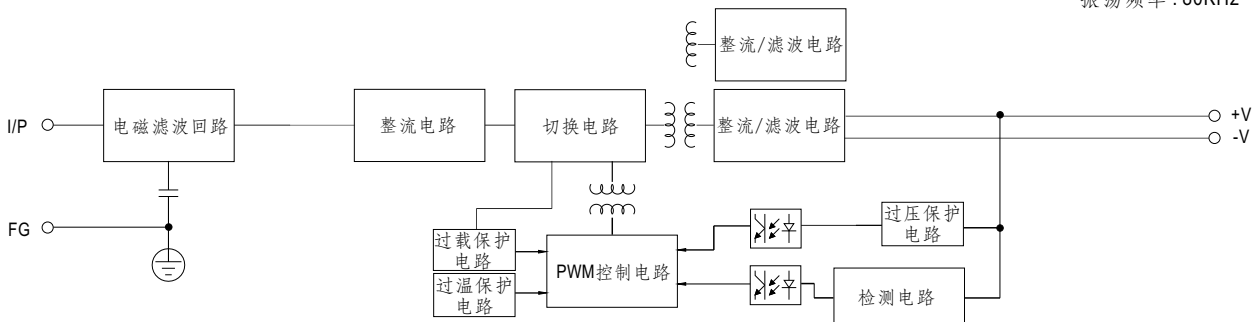 振荡频率:80KHz
整流/滤波电路
I/P
电磁滤波回路
整流电路
切换电路
整流/滤波电路
+V
-V
FG
过载保护
电路
过温保护
电路
PWM控制电路
过压保护
电路
检测电路